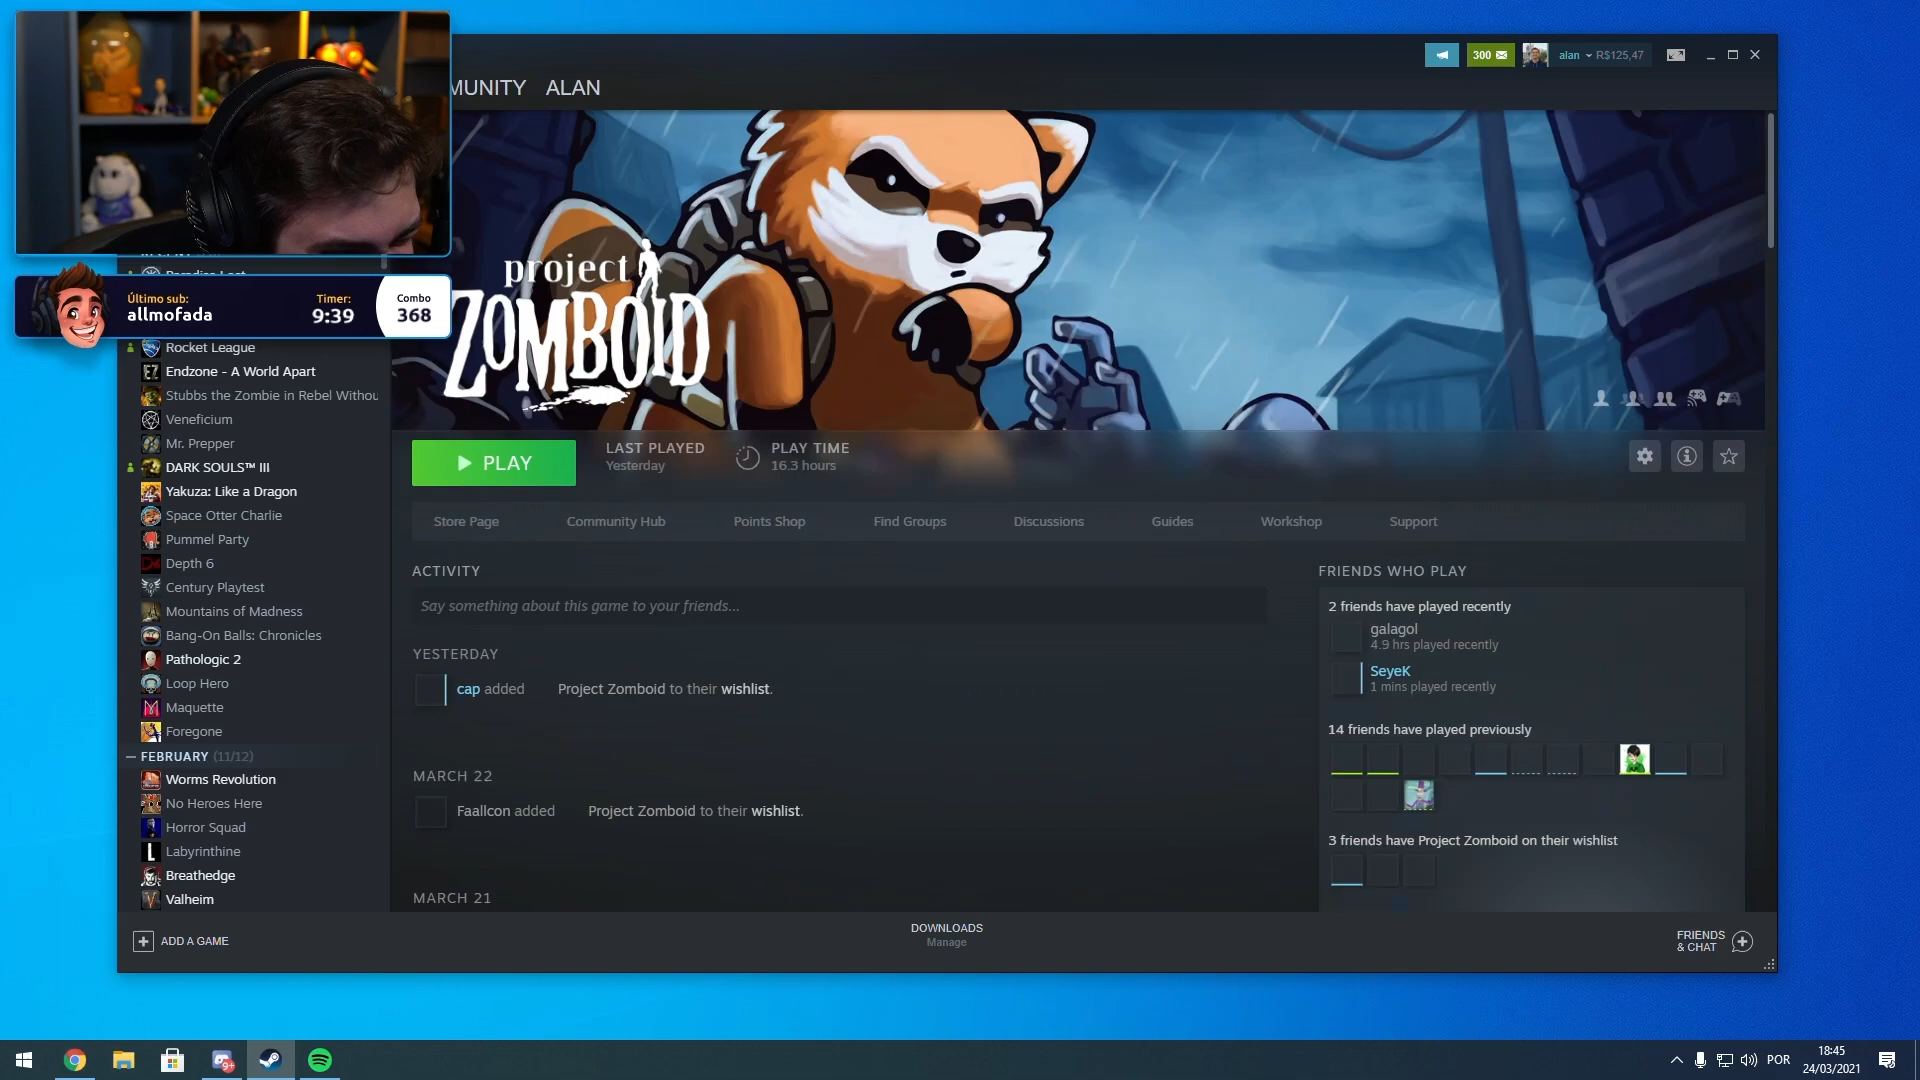 MUNITY ALAN
300
alan
R$125,47
Último sub:
allmofada
Timer:
9:39
Combo
368
project
ZOMBOID
Rocket League
Endzone - A World Apart
Stubbs the Zombie in Rebel Withou
Veneficium
Mr. Prepper
DARK SOULS™ III
Yakuza: Like a Dragon
Space Otter Charlie
Pummel Party
Depth 6
Century Playtest
Mountains of Madness
Bang-On Balls: Chronicles
Pathologic 2
Loop Hero
Maquette
Foregone
FEBRUARY (11/12)
Worms Revolution
No Heroes Here
Horror Squad
Labyrinthine
Breathedge
Valheim
PLAY
LAST PLAYED
Yesterday
PLAY TIME
16.3 hours
Store Page
Community Hub
Points Shop
Find Groups
Discussions
Guides
Workshop
Support
ACTIVITY
Say something about this game to your friends...
YESTERDAY
cap added Project Zomboid to their wishlist.
MARCH 22
Faallcon added Project Zomboid to their wishlist.
MARCH 21
FRIENDS WHO PLAY
2 friends have played recently
galagol
4.9 hrs played recently
SeyeK
1 mins played recently
14 friends have played previously
3 friends have Project Zomboid on their wishlist
ADD A GAME
DOWNLOADS
Manage
FRIENDS
& CHAT
9+
POR
18:45
24/03/2021